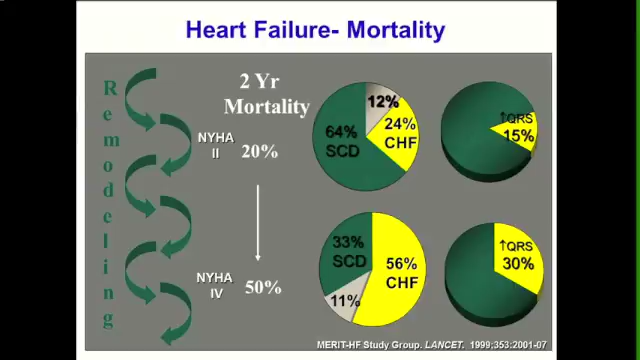 Heart Failure- Mortality
Remodeling
2 Yr
Mortality
NYHA
II
20%
12%
64%
SCD
24%
CHF
↑QRS
15%
NYHA
IV
50%
33%
SCD
56%
CHF
11%
↑QRS
30%
MERIT-HF Study Group. LANCET. 1999;353:2001-07